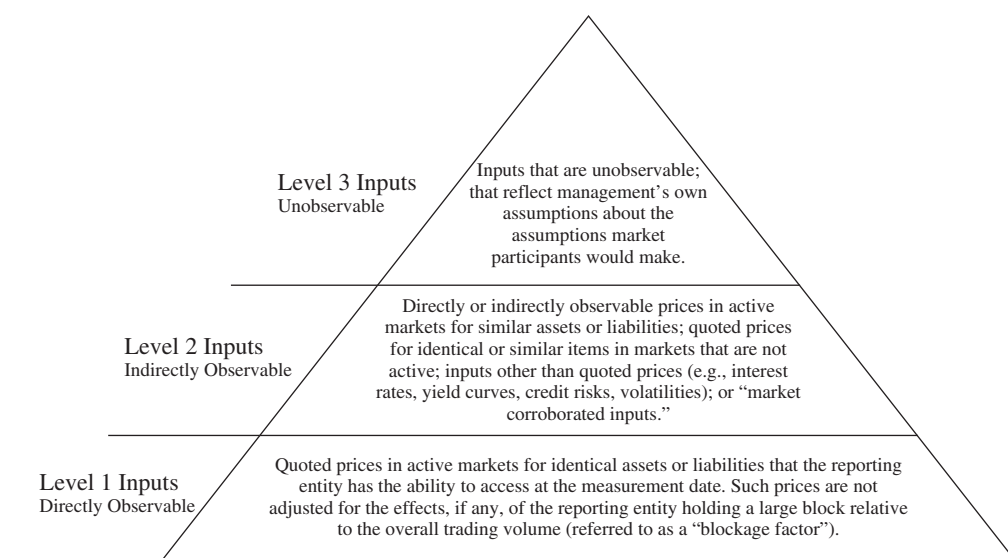 Level 3 Inputs
Unobservable
Inputs that are unobservable;
that reflect management's own
assumptions about the
assumptions market
participants would make.
Level 2 Inputs
Indirectly Observable
Directly or indirectly observable prices in active
markets for similar assets or liabilities; quoted prices
for identical or similar items in markets that are not
active; inputs other than quoted prices (e.g., interest
rates, yield curves, credit risks, volatilities); or “market
corroborated inputs.”
Level 1 Inputs
Directly Observable
Quoted prices in active markets for identical assets or liabilities that the reporting
entity has the ability to access at the measurement date. Such prices are not
adjusted for the effects, if any, of the reporting entity holding a large block relative
to the overall trading volume (referred to as a “blockage factor”).